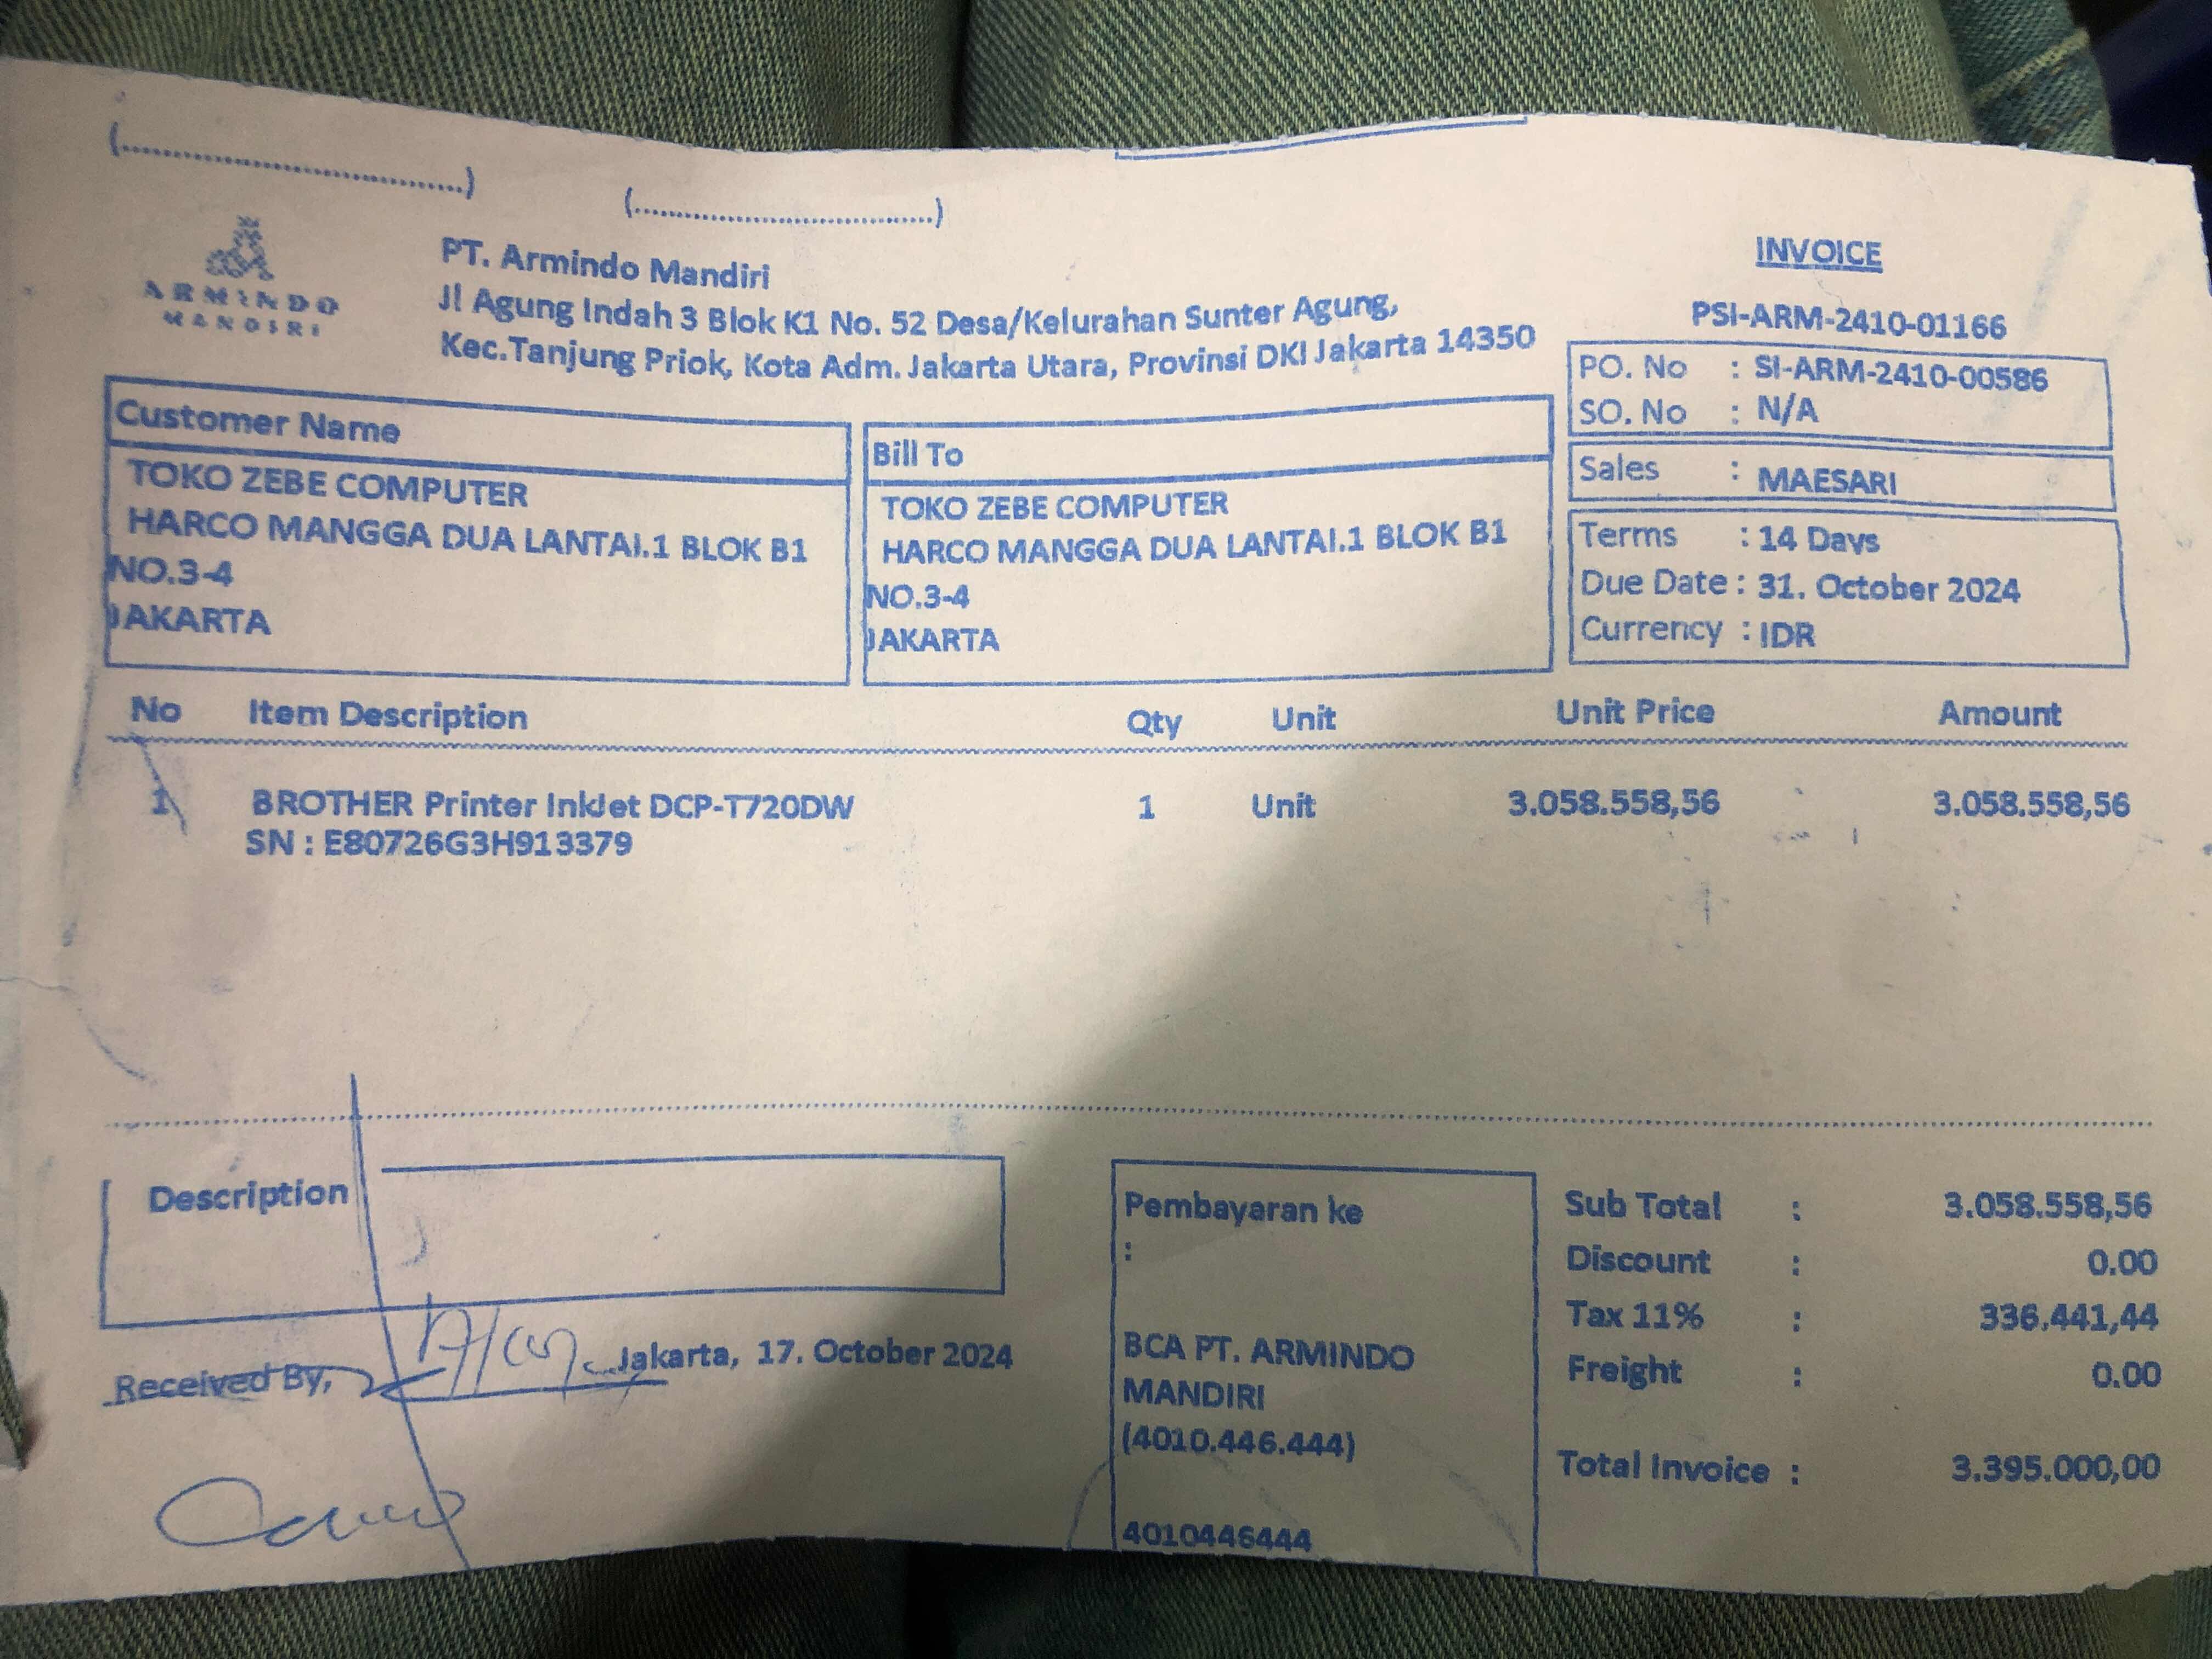 (........................................)
(..................................)
ARMINDO
MANDIRI
PT. Armindo Mandiri
Jl Agung Indah 3 Blok K1 No. 52 Desa/Kelurahan Sunter Agung,
Kec.Tanjung Priok, Kota Adm. Jakarta Utara, Provinsi DKI Jakarta 14350
INVOICE
PSI-ARM-2410-01166
PO. No : SI-ARM-2410-00586
SO. No : N/A
Sales : MAESARI
Terms : 14 Days
Due Date : 31. October 2024
Currency : IDR
Customer Name
TOKO ZEBE COMPUTER
HARCO MANGGA DUA LANTAI.1 BLOK B1
NO.3-4
JAKARTA
Bill To
TOKO ZEBE COMPUTER
HARCO MANGGA DUA LANTAI.1 BLOK B1
NO.3-4
JAKARTA
No Item Description Qty Unit Unit Price Amount
1 BROTHER Printer InkJet DCP-T720DW 1 Unit 3.058.558,56 3.058.558,56
SN : E80726G3H913379
Description
Received By,
Jakarta, 17. October 2024
Pembayaran ke
:
BCA PT. ARMINDO
MANDIRI
(4010.446.444)
4010446444
Sub Total : 3.058.558,56
Discount : 0.00
Tax 11% : 336.441,44
Freight : 0.00
Total Invoice : 3.395.000,00